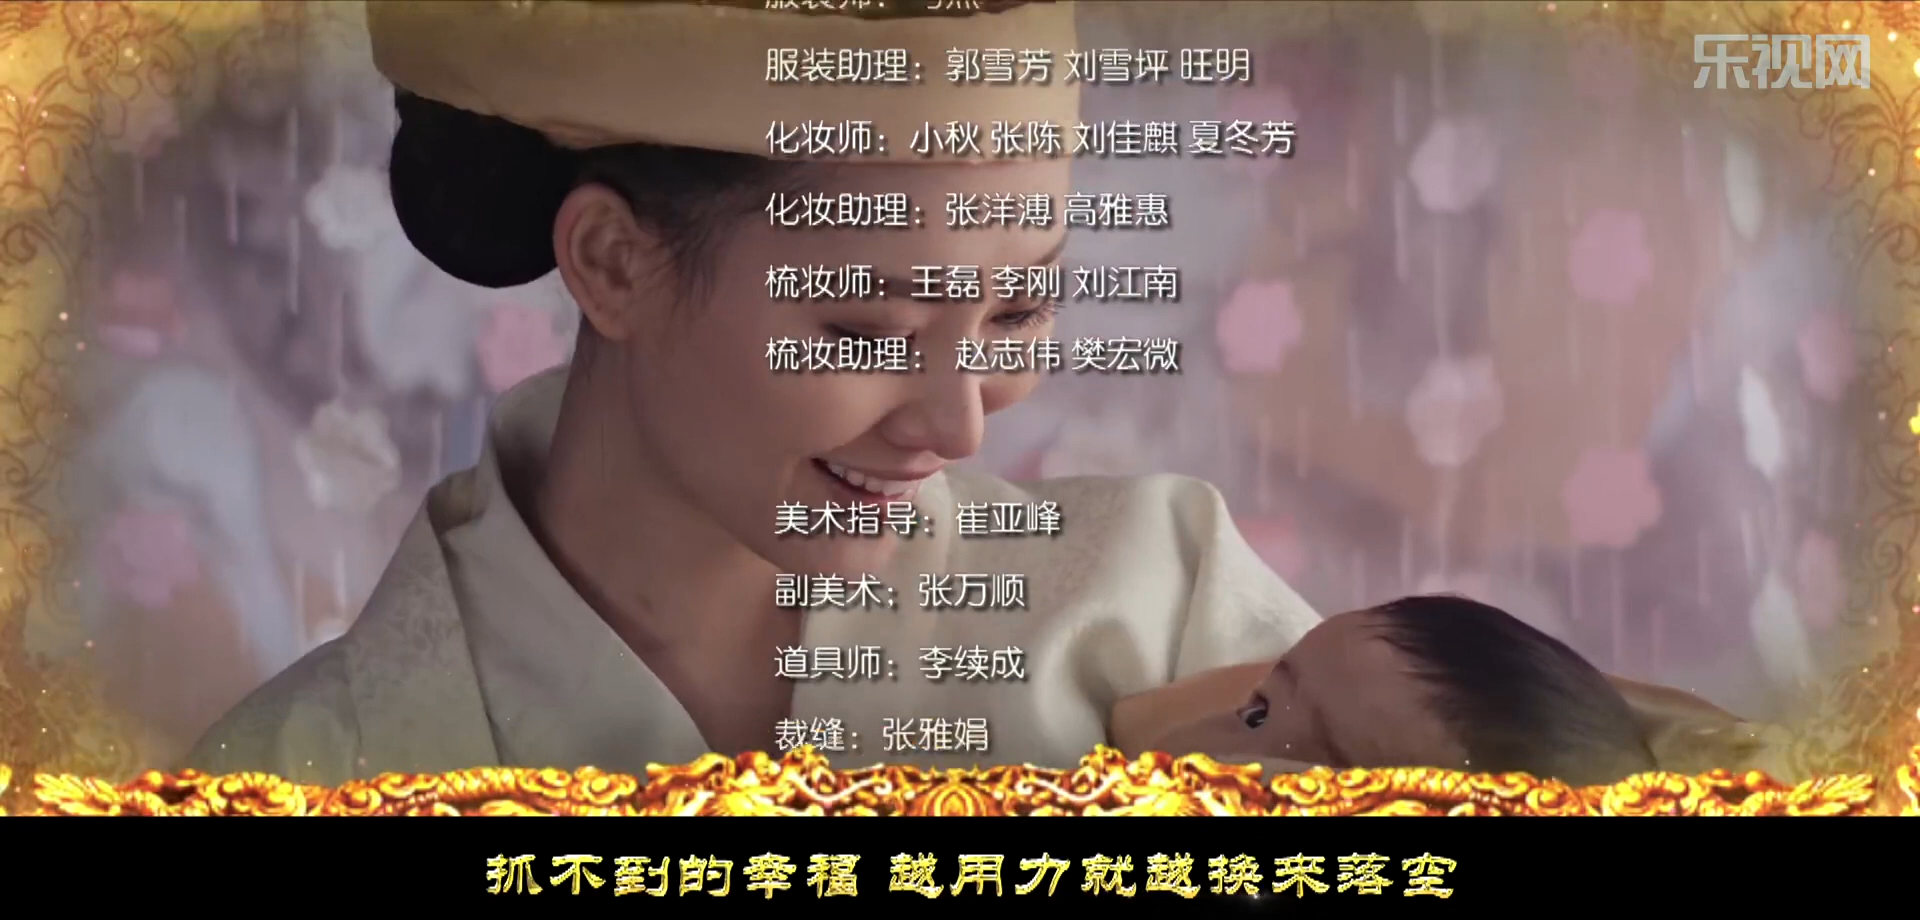 乐视网
服装助理：郭雪芳 刘雪坪 旺明
化妆师：小秋 张陈 刘佳麒 夏冬芳
化妆助理：张洋溥 高雅惠
梳妆师：王磊 李刚 刘江南
梳妆助理： 赵志伟 樊宏微
美术指导：崔亚峰
副美术；张万顺
道具师：李续成
裁缝：张雅娟
抓不到的幸福 越用力就越换来落空